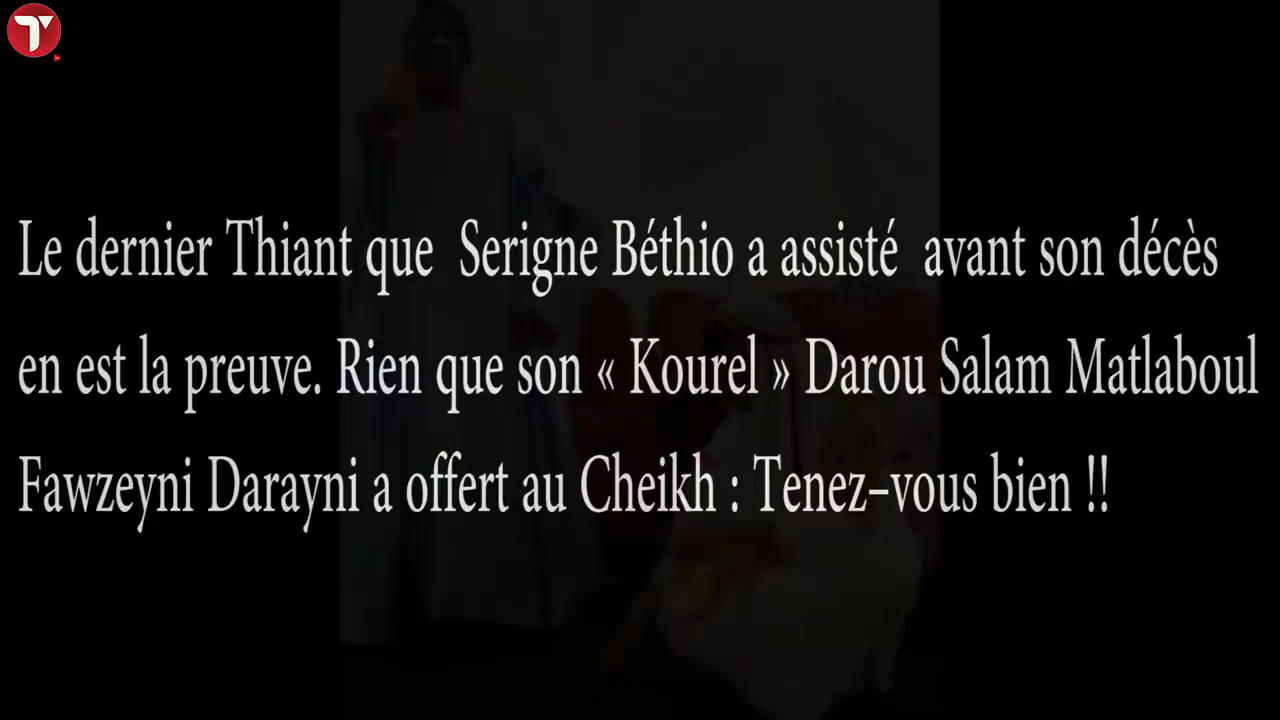 Le dernier Thiant que  Serigne Béthio a assisté  avant son décès
en est la preuve. Rien que son « Kourel » Darou Salam Matlaboul
Fawzeyni Darayni a offert au Cheikh : Tenez-vous bien !!